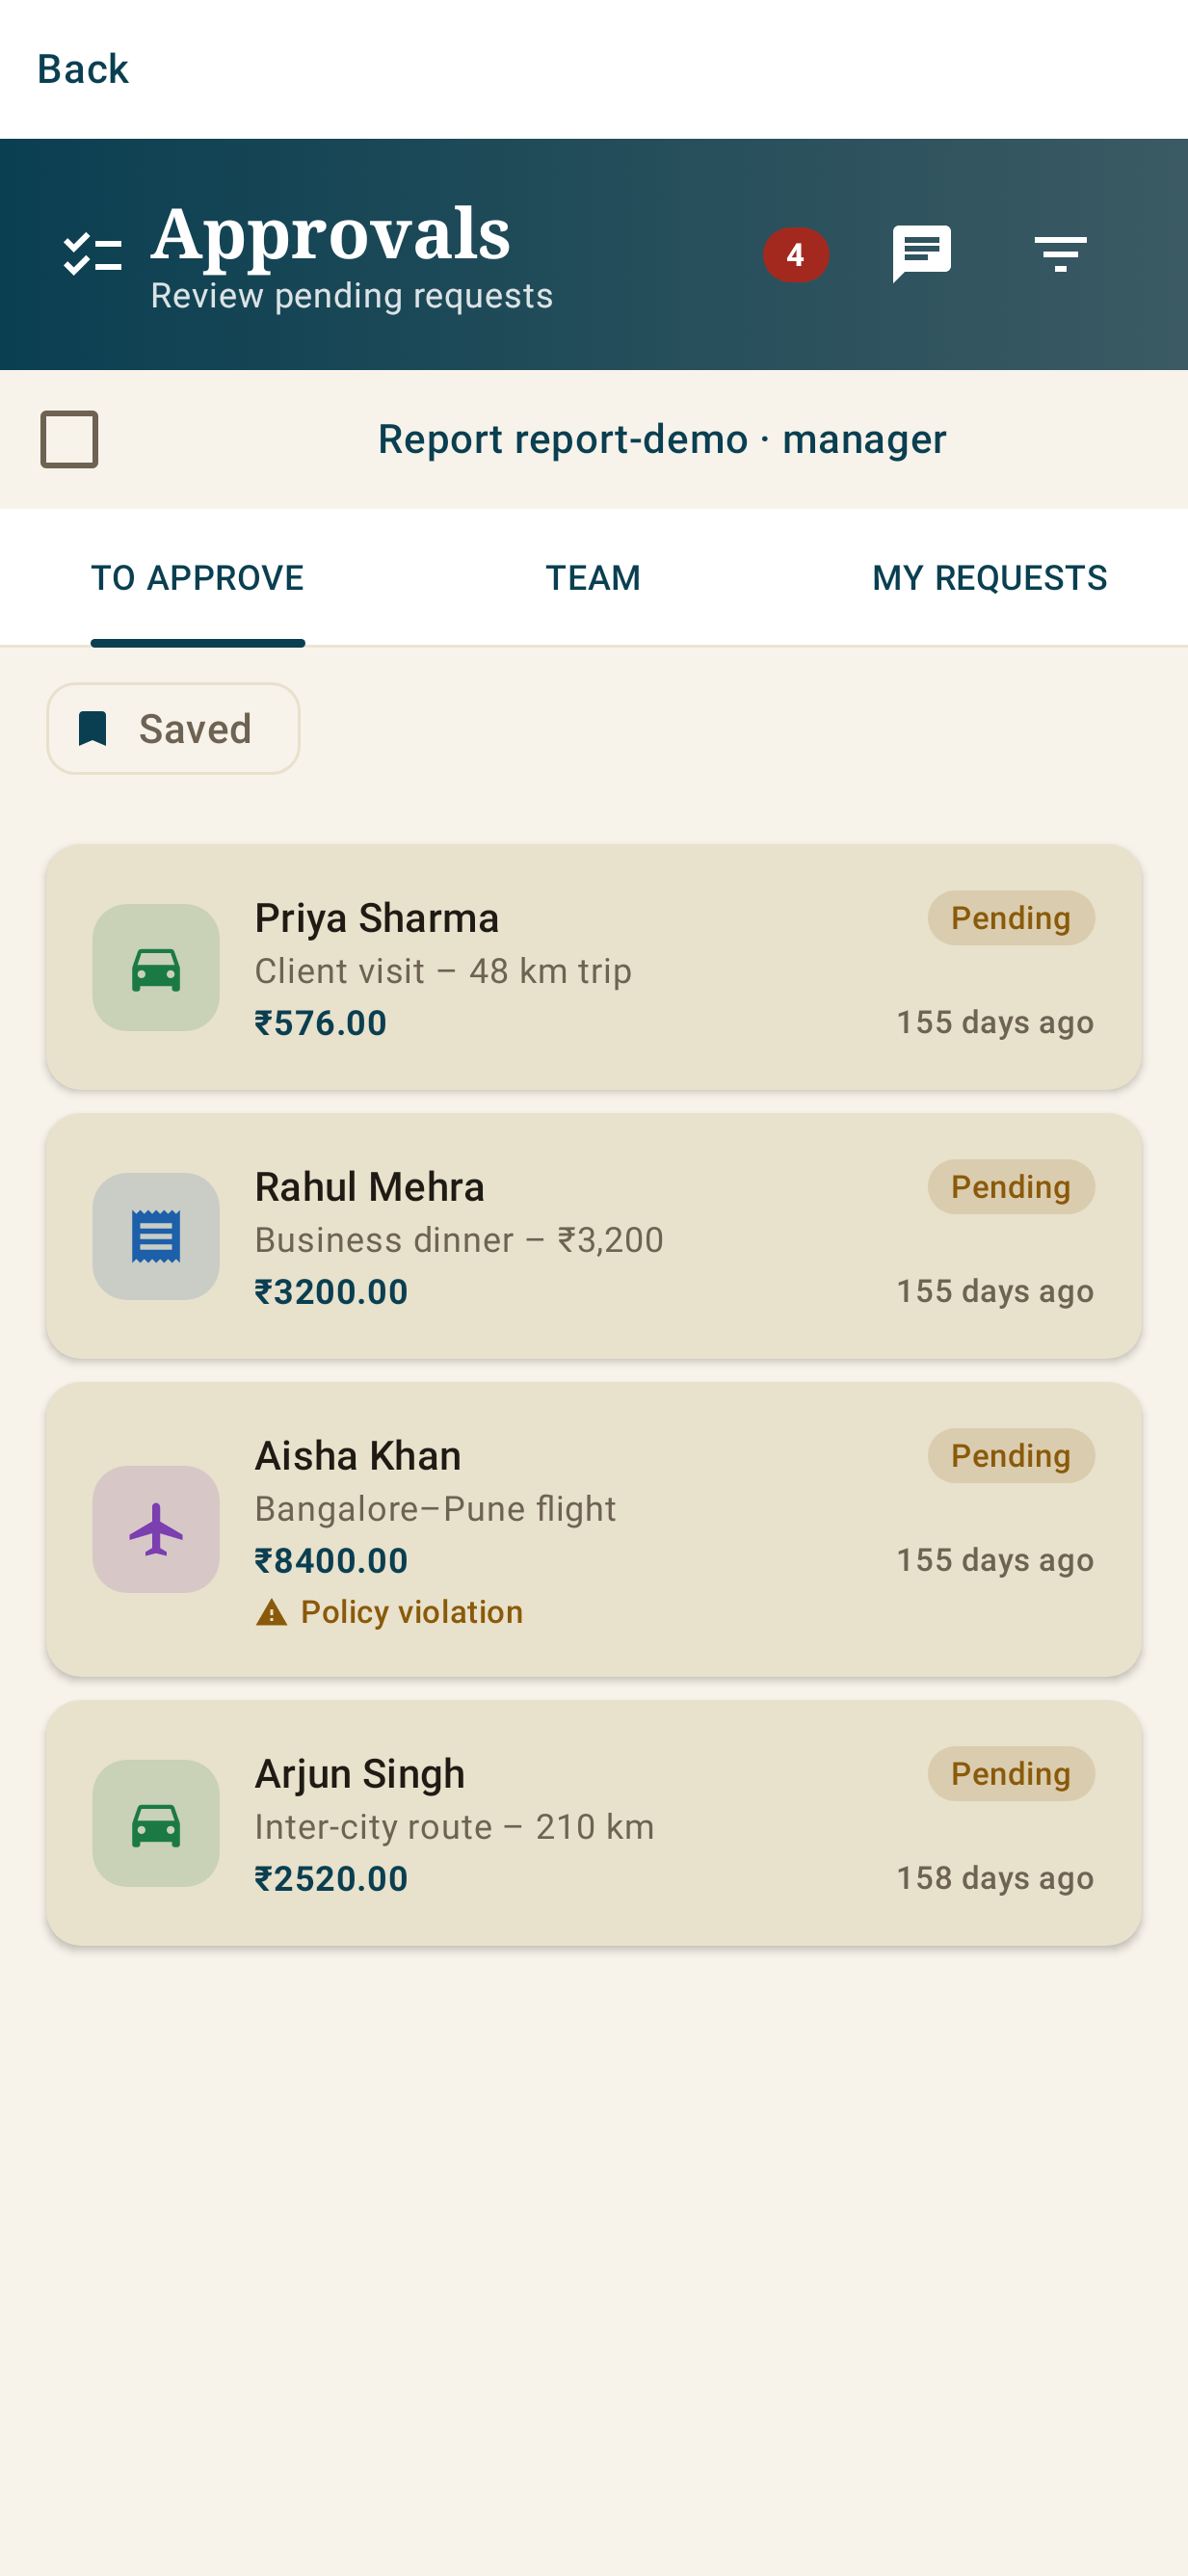 Back
Approvals
Review pending requests
4
Report report-demo · manager
TO APPROVE
TEAM
MY REQUESTS
Saved
Priya Sharma
Pending
Client visit – 48 km trip
₹576.00
155 days ago
Rahul Mehra
Pending
Business dinner – ₹3,200
₹3200.00
155 days ago
Aisha Khan
Pending
Bangalore–Pune flight
₹8400.00
155 days ago
Policy violation
Arjun Singh
Pending
Inter-city route – 210 km
₹2520.00
158 days ago